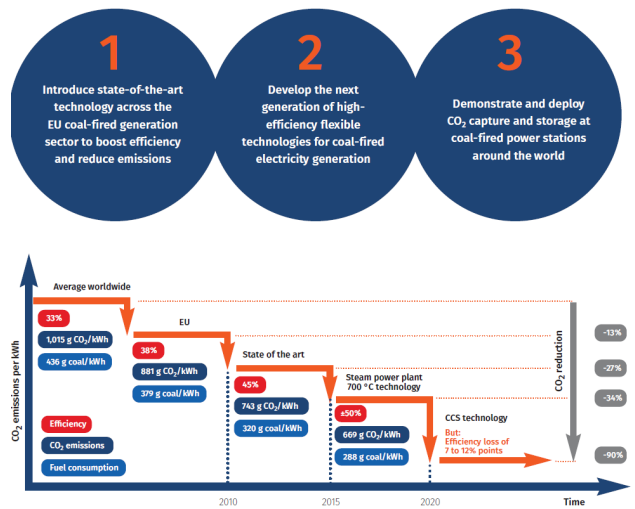 1
Introduce state-of-the-art
technology across the
EU coal-fired generation
sector to boost efficiency
and reduce emissions
2
Develop the next
generation of high-
efficiency flexible
technologies for coal-fired
electricity generation
3
Demonstrate and deploy
CO₂ capture and storage at
coal-fired power stations
around the world
CO₂ emissions per kWh
Average worldwide
33%
1,015 g CO₂/kWh
436 g coal/kWh
EU
38%
881 g CO₂/kWh
379 g coal/kWh
State of the art
45%
743 g CO₂/kWh
320 g coal/kWh
Steam power plant
700 °C technology
±50%
669 g CO₂/kWh
288 g coal/kWh
CCS technology
But:
Efficiency loss of
7 to 12% points
CO₂ reduction
-13%
-27%
-34%
-90%
Efficiency
CO₂ emissions
Fuel consumption
2010
2015
2020
Time